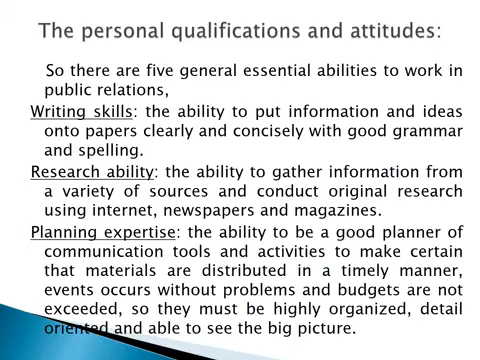 The personal qualifications and attitudes:
So there are five general essential abilities to work in
public relations,
Writing skills: the ability to put information and ideas
onto papers clearly and concisely with good grammar
and spelling.
Research ability: the ability to gather information from
a variety of sources and conduct original research
using internet, newspapers and magazines.
Planning expertise: the ability to be a good planner of
communication tools and activities to make certain
that materials are distributed in a timely manner,
events occurs without problems and budgets are not
exceeded, so they must be highly organized, detail
oriented and able to see the big picture.